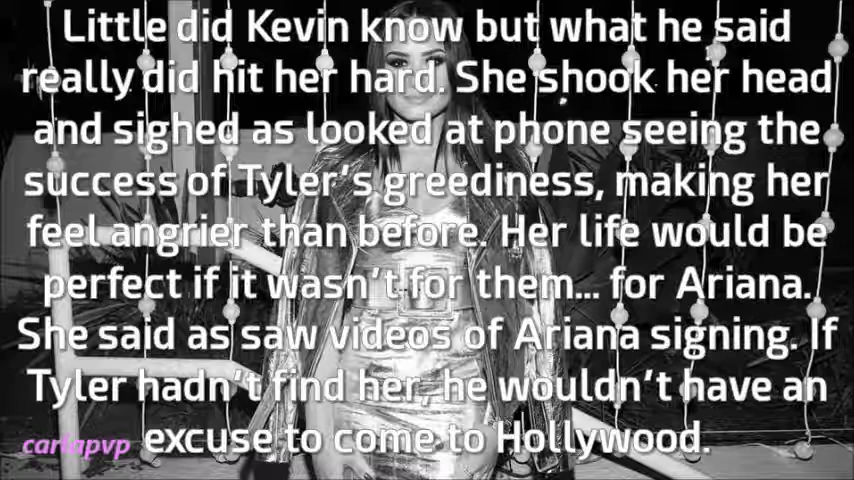 Little did Kevin know but what he said
really did hit her hard. She shook her head
and sighed as looked at phone seeing the
success of Tyler's greediness, making her
feel angrier than before. Her life would be
perfect if it wasn't for them... for Ariana.
She said as saw videos of Ariana signing. If
Tyler hadn't find her, he wouldn't have an
excuse to come to Hollywood.
carlapvp